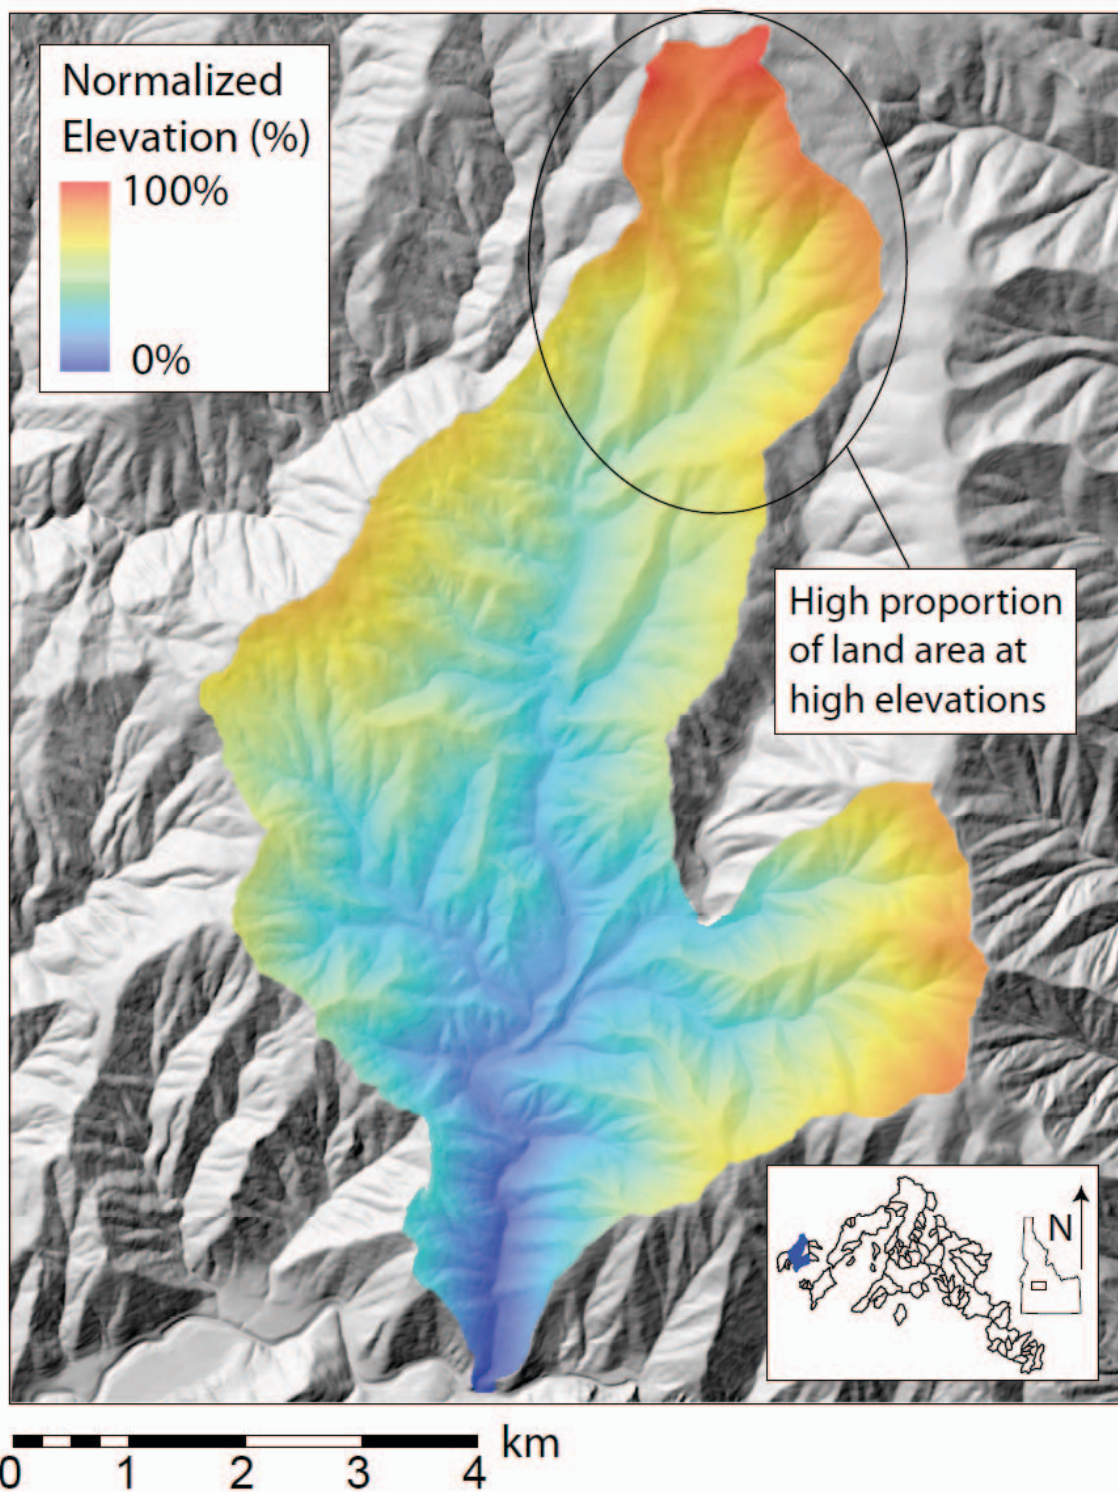 Normalized
Elevation (%)
100%
0%
High proportion
of land area at
high elevations
N
km
0 1 2 3 4